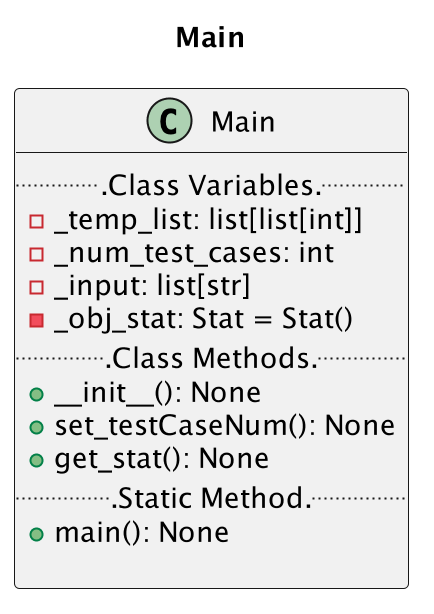 Main
C Main
.Class Variables.
_temp_list: list[list[int]]
_num_test_cases: int
_input: list[str]
_obj_stat: Stat = Stat()
.Class Methods.
__init__(): None
set_testCaseNum(): None
get_stat(): None
.Static Method.
main(): None